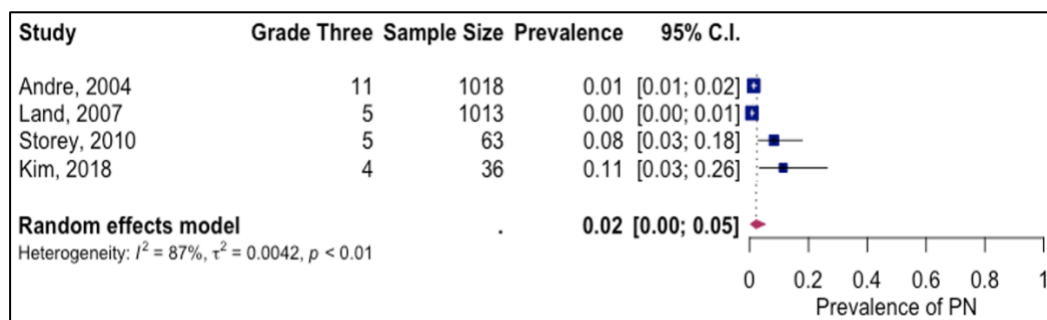 Study Grade Three Sample Size Prevalence 95% C.I.
Andre, 2004 11 1018 0.01 [0.01; 0.02]
Land, 2007 5 1013 0.00 [0.00; 0.01]
Storey, 2010 5 63 0.08 [0.03; 0.18]
Kim, 2018 4 36 0.11 [0.03; 0.26]
Random effects model . 0.02 [0.00; 0.05]
Heterogeneity: I² = 87%, τ² = 0.0042, p < 0.01
0 0.2 0.4 0.6 0.8 1
Prevalence of PN